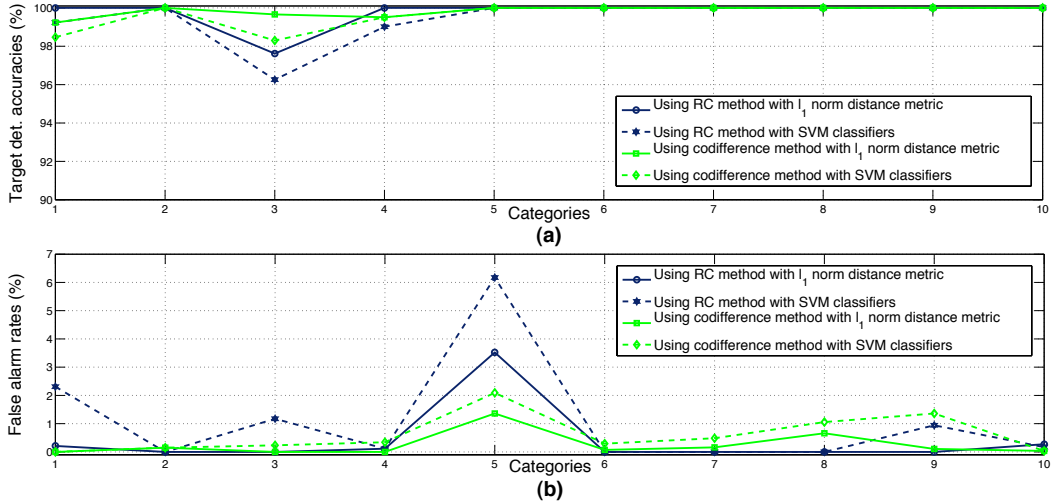 Target det. accuracies (%)
100
98
96
94
92
90
Using RC method with l1 norm distance metric
Using RC method with SVM classifiers
Using codifference method with l1 norm distance metric
Using codifference method with SVM classifiers
1 2 3 4 5 6 7 8 9 10
Categories
(a)
False alarm rates (%)
7
6
5
4
3
2
1
0
Using RC method with l1 norm distance metric
Using RC method with SVM classifiers
Using codifference method with l1 norm distance metric
Using codifference method with SVM classifiers
1 2 3 4 5 6 7 8 9 10
Categories
(b)